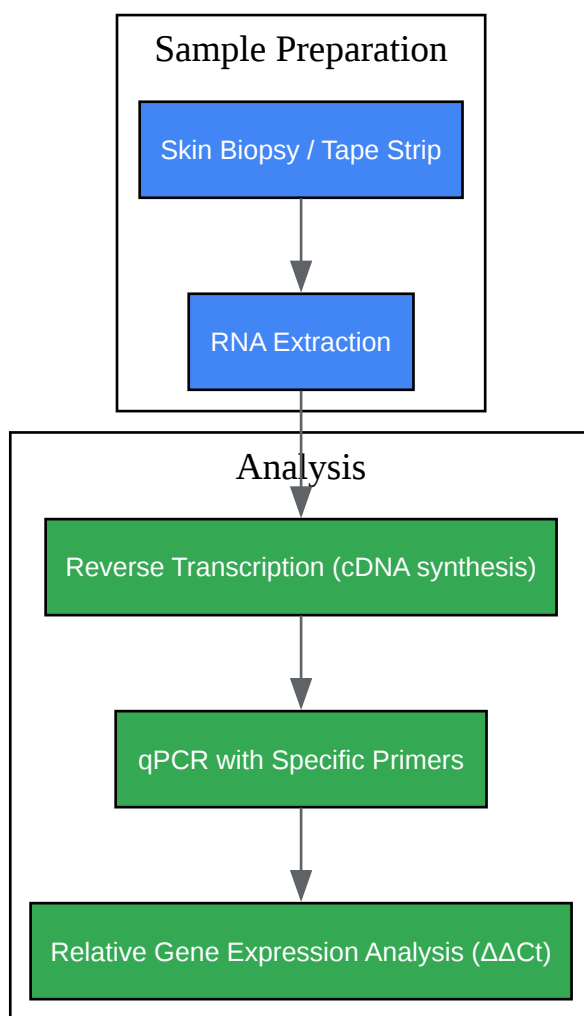 Sample Preparation
Skin Biopsy / Tape Strip
RNA Extraction
Analysis
Reverse Transcription (cDNA synthesis)
qPCR with Specific Primers
Relative Gene Expression Analysis (ΔΔCt)